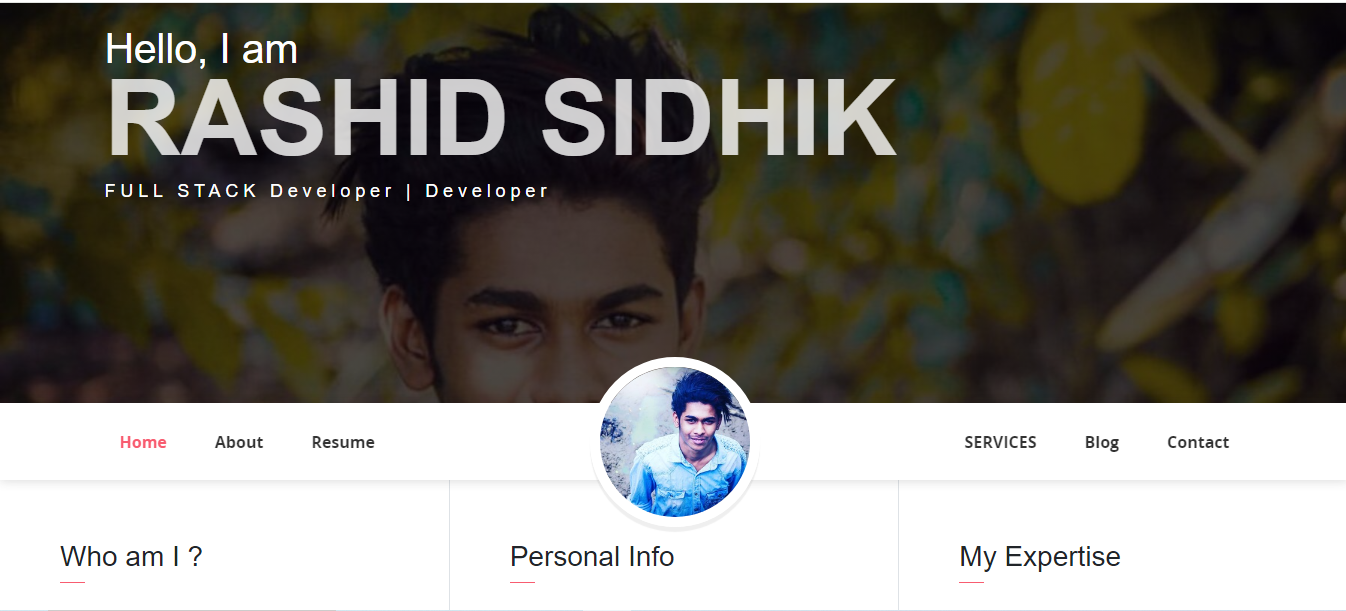 Hello, I am
RASHID SIDHIK
FULL STACK Developer | Developer
Home About Resume SERVICES Blog Contact
Who am I ? Personal Info My Expertise